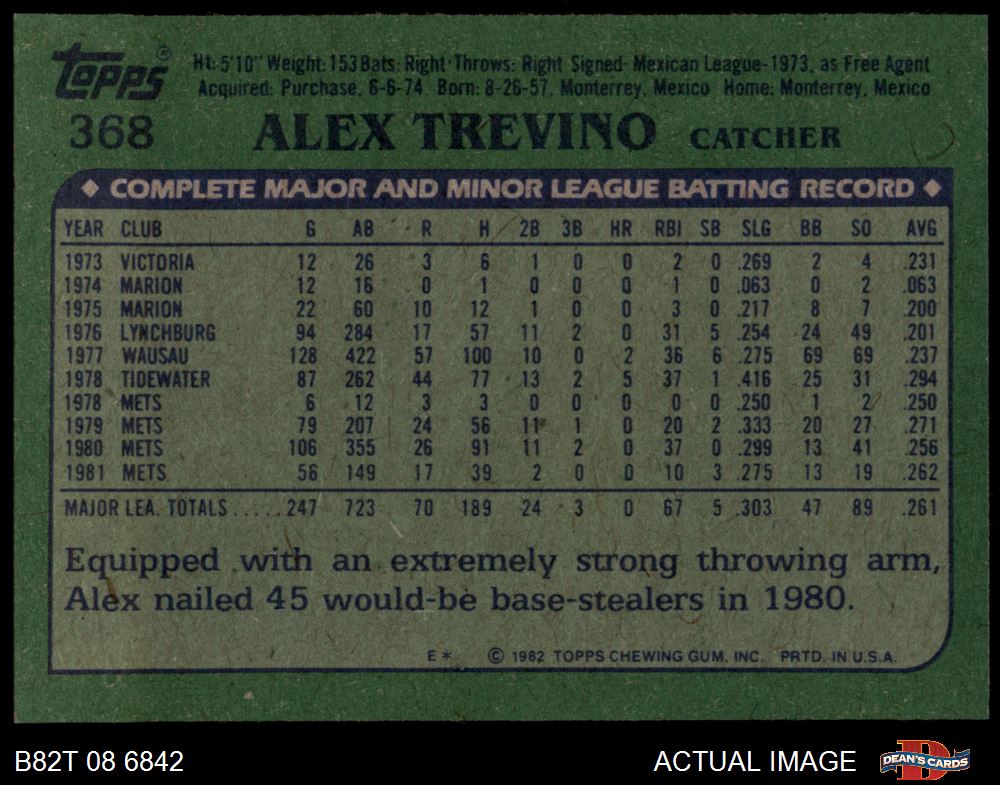 Topps® Ht: 5'10" Weight: 153 Bats: Right Throws: Right Signed- Mexican League-1973, as Free Agent
Acquired: Purchase, 6-6-74 Born: 8-26-57, Monterrey, Mexico Home: Monterrey, Mexico
368 ALEX TREVINO CATCHER
◆ COMPLETE MAJOR AND MINOR LEAGUE BATTING RECORD ◆
YEAR CLUB G AB R H 2B 3B HR RBI SB SLG BB SO AVG
1973 VICTORIA 12 26 3 6 1 0 0 2 0 .269 2 4 .231
1974 MARION 12 16 0 1 0 0 0 1 0 .063 0 2 .063
1975 MARION 22 60 10 12 1 0 0 3 0 .217 8 7 .200
1976 LYNCHBURG 94 284 17 57 11 2 0 31 5 .254 24 49 .201
1977 WAUSAU 128 422 57 100 10 0 2 36 6 .275 69 69 .237
1978 TIDEWATER 87 262 44 77 13 2 5 37 1 .416 25 31 .294
1978 METS 6 12 3 3 0 0 0 0 0 .250 1 2 .250
1979 METS 79 207 24 56 11 1 0 20 2 .333 20 27 .271
1980 METS 106 355 26 91 11 2 0 37 0 .299 13 41 .256
1981 METS 56 149 17 39 2 0 0 10 3 .275 13 19 .262
MAJOR LEA. TOTALS.....247 723 70 189 24 3 0 67 5 .303 47 89 .261
Equipped with an extremely strong throwing arm,
Alex nailed 45 would-be base-stealers in 1980.
E* © 1982 TOPPS CHEWING GUM, INC. PRTD. IN U.S.A.
B82T 08 6842 ACTUAL IMAGE DEAN'S CARDS